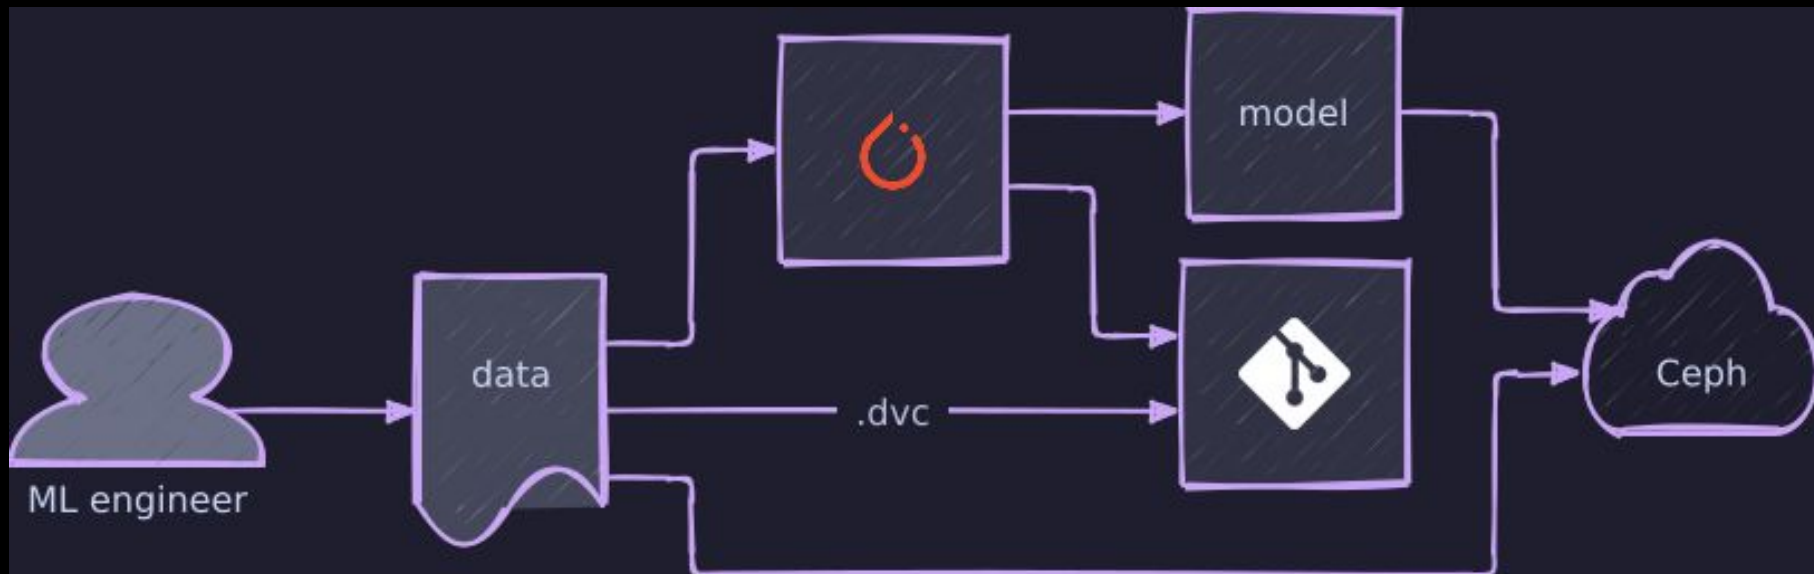 model
data
.dvc
Ceph
ML engineer